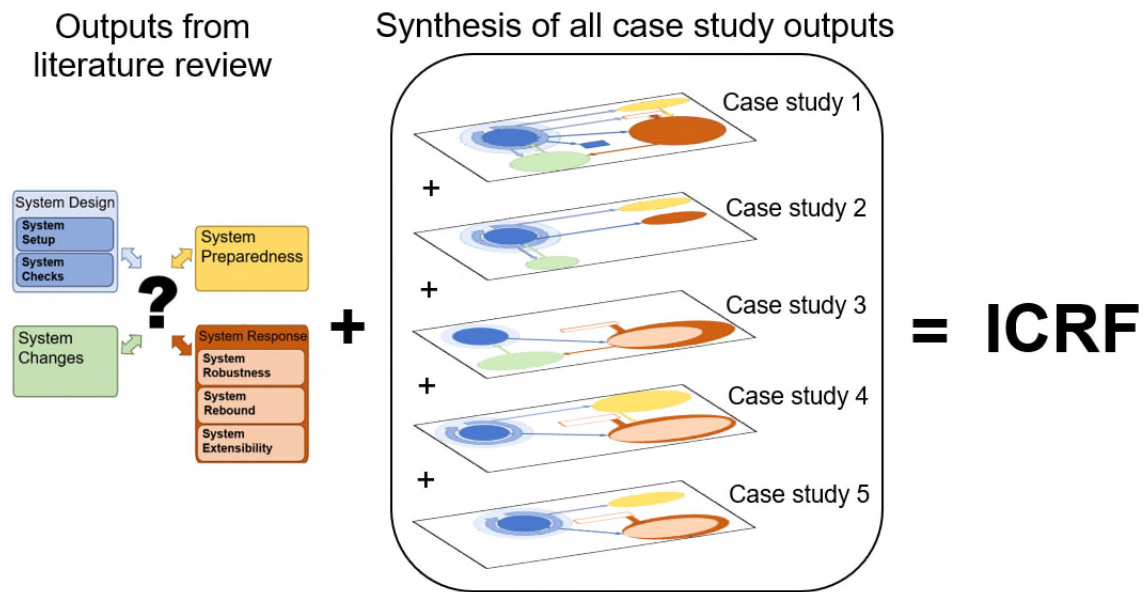 Outputs from
literature review
Synthesis of all case study outputs
System Design
System
Setup
System
Checks
System
Preparedness
?
System
Changes
System Response
System
Robustness
System
Rebound
System
Extensibility
+
Case study 1
+
Case study 2
+
Case study 3
+
Case study 4
+
Case study 5
= ICRF